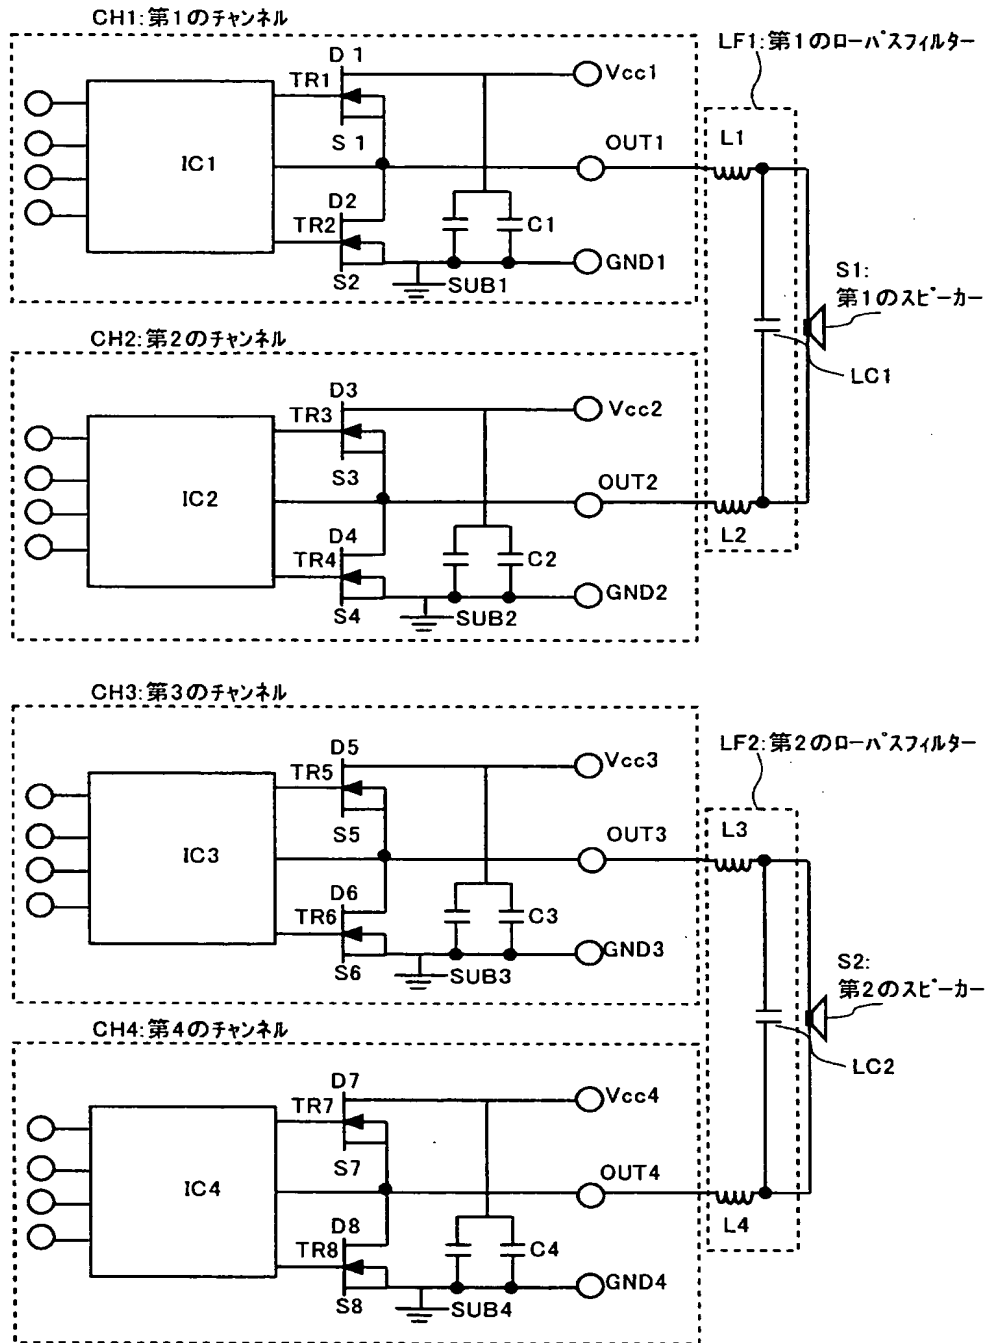 CH1:第1のチャンネル
LF1:第1のローパスフィルター
D1
Vcc1
TR1
S1
OUT1
L1
IC1
D2
TR2
C1
S2
SUB1
GND1
S1:
第1のスピーカー
LC1
CH2:第2のチャンネル
D3
Vcc2
TR3
S3
OUT2
IC2
D4
TR4
C2
L2
S4
SUB2
GND2
CH3:第3のチャンネル
LF2:第2のローパスフィルター
D5
Vcc3
TR5
S5
OUT3
L3
IC3
D6
TR6
C3
S6
SUB3
GND3
S2:
第2のスピーカー
LC2
CH4:第4のチャンネル
D7
Vcc4
TR7
S7
OUT4
IC4
D8
TR8
C4
L4
S8
SUB4
GND4